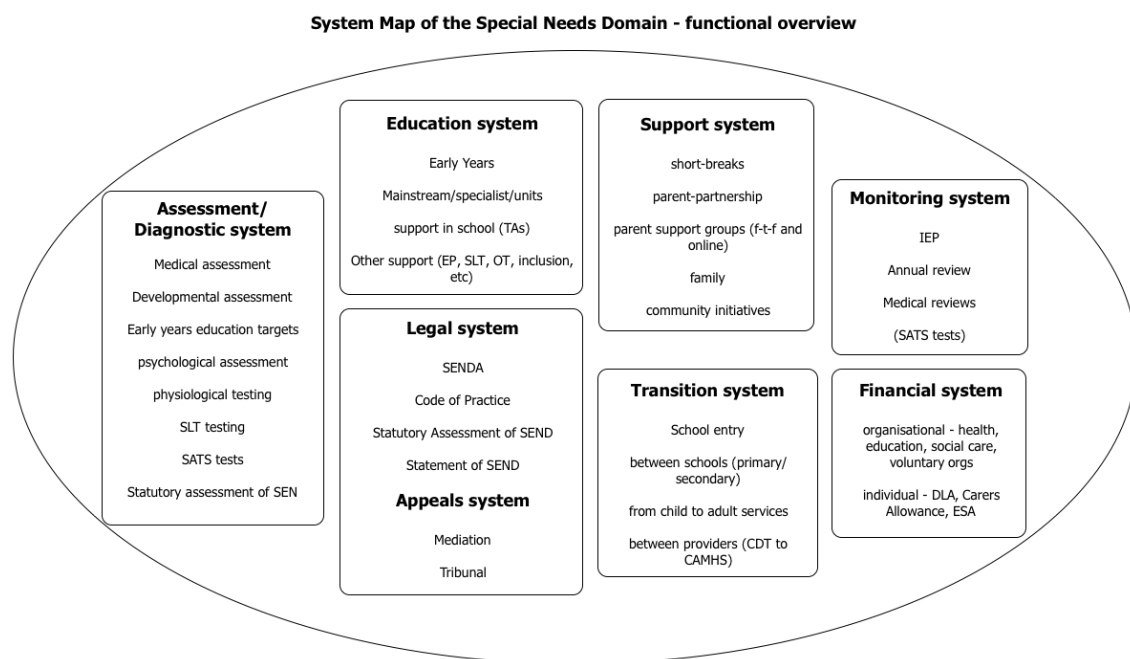 System Map of the Special Needs Domain - functional overview
Assessment/
Diagnostic system
Medical assessment
Developmental assessment
Early years education targets
psychological assessment
physiological testing
SLT testing
SATS tests
Statutory assessment of SEN
Education system
Early Years
Mainstream/specialist/units
support in school (TAs)
Other support (EP, SLT, OT, inclusion,
etc)
Legal system
SENDA
Code of Practice
Statutory Assessment of SEND
Statement of SEND
Appeals system
Mediation
Tribunal
Support system
short-breaks
parent-partnership
parent support groups (f-t-f and
online)
family
community initiatives
Transition system
School entry
between schools (primary/
secondary)
from child to adult services
between providers (CDT to
CAMHS)
Monitoring system
IEP
Annual review
Medical reviews
(SATS tests)
Financial system
organisational - health,
education, social care,
voluntary orgs
individual - DLA, Carers
Allowance, ESA